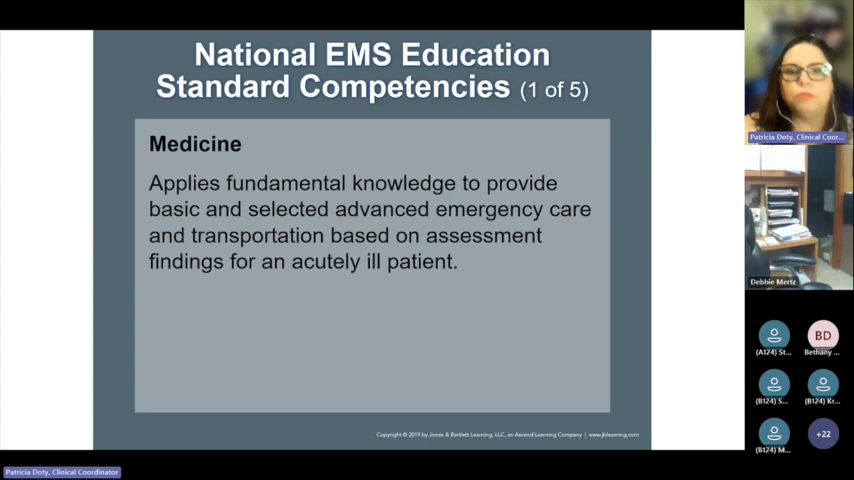 National EMS Education
Standard Competencies (1 of 5)
Medicine
Applies fundamental knowledge to provide
basic and selected advanced emergency care
and transportation based on assessment
findings for an acutely ill patient.
Copyright © 2019 by Jones & Bartlett Learning, LLC, an Ascend Learning Company | www.jblearning.com
Patricia Doty, Clinical Coor...
Debbie Mertz
(A124) St...
BD
Bethany ...
(B124) S...
(B124) Kr...
(B124) M...
+22
Patricia Doty, Clinical Coordinator